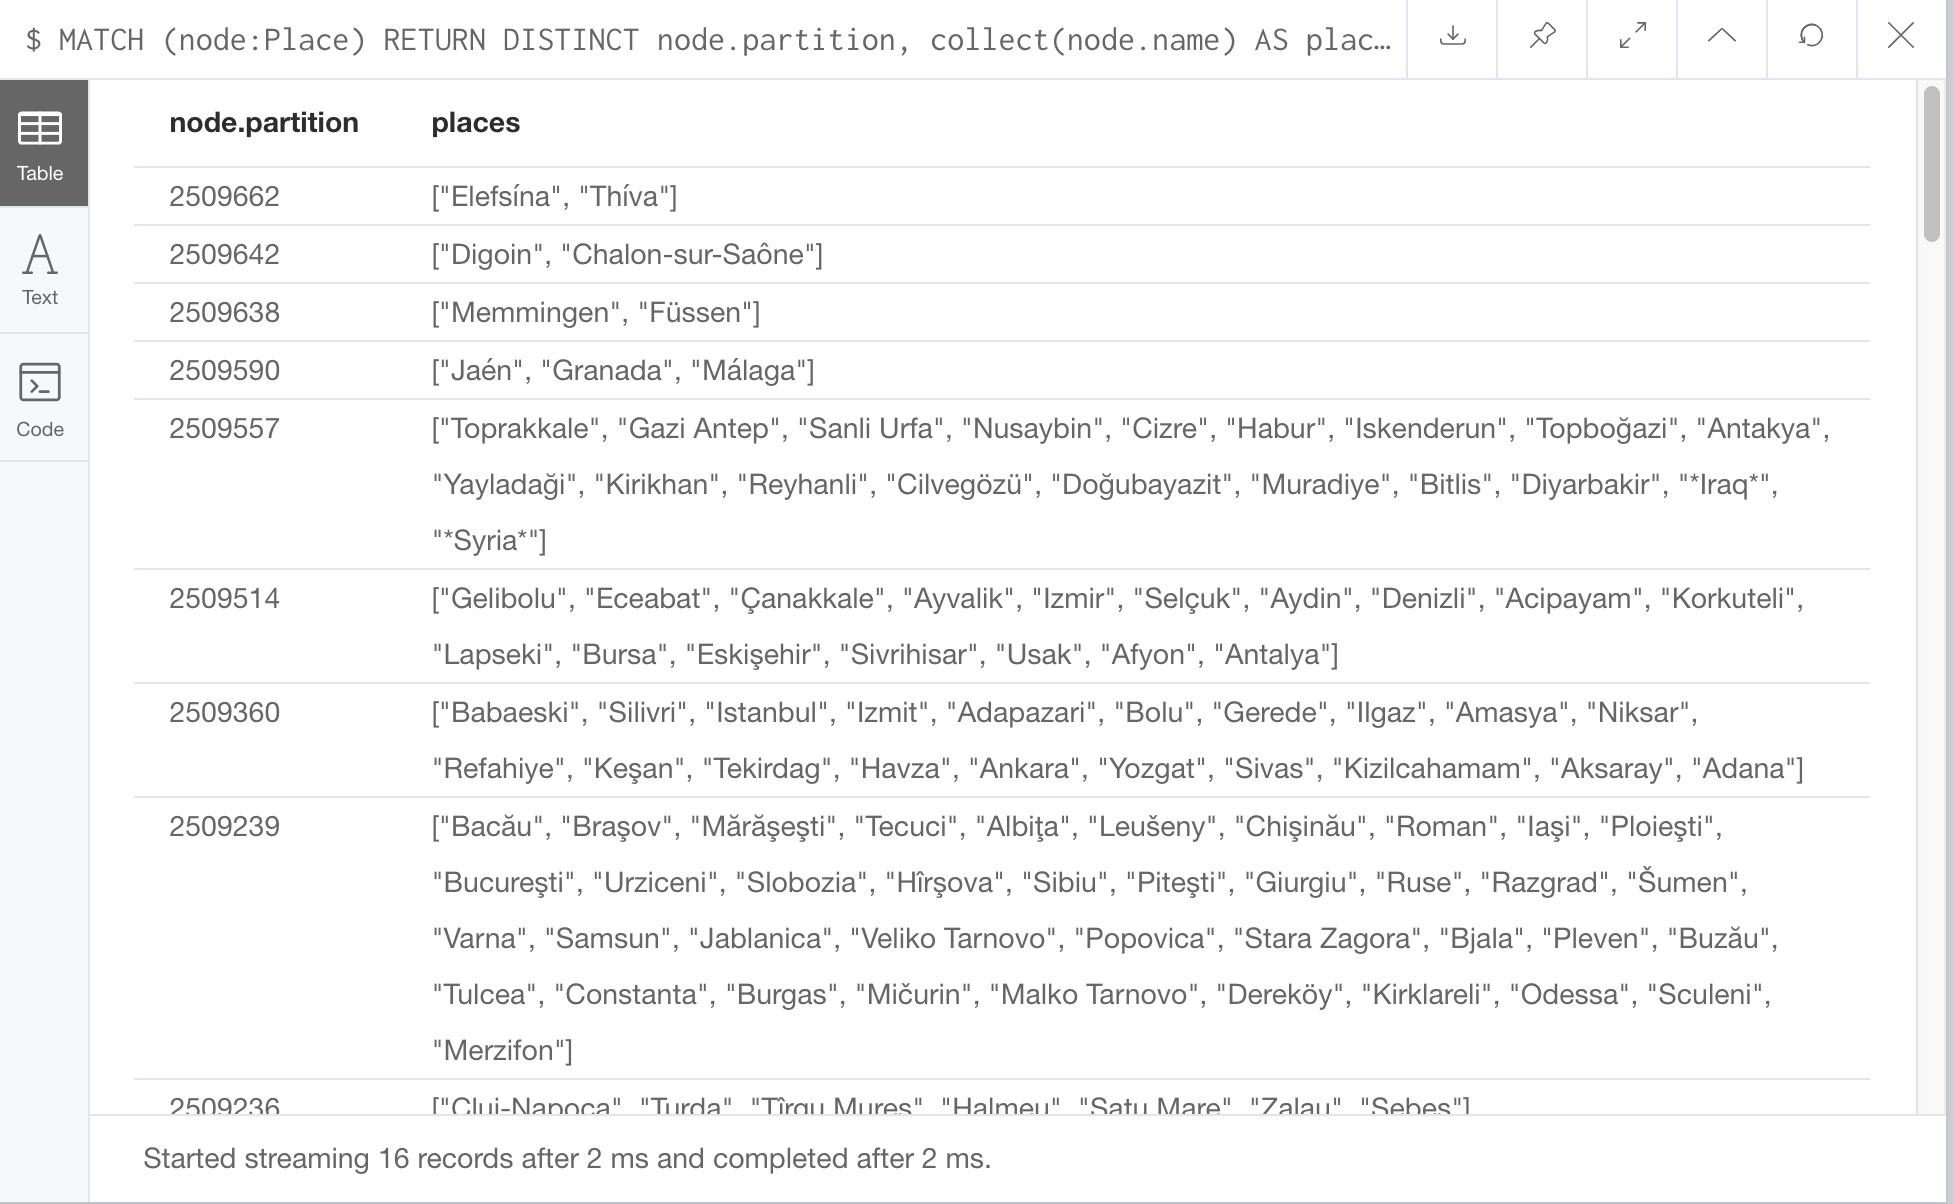 $ MATCH (node:Place) RETURN DISTINCT node.partition, collect(node.name) AS plac…
Table
Text
Code
node.partition places
2509662 ["Elefsína", "Thíva"]
2509642 ["Digoin", "Chalon-sur-Saône"]
2509638 ["Memmingen", "Füssen"]
2509590 ["Jaén", "Granada", "Málaga"]
2509557 ["Toprakkale", "Gazi Antep", "Sanli Urfa", "Nusaybin", "Cizre", "Habur", "Iskenderun", "Topboğazi", "Antakya",
"Yayladaği", "Kirikhan", "Reyhanli", "Cilvegözü", "Doğubayazit", "Muradiye", "Bitlis", "Diyarbakir", "*Iraq*",
"*Syria*"]
2509514 ["Gelibolu", "Eceabat", "Çanakkale", "Ayvalik", "Izmir", "Selçuk", "Aydin", "Denizli", "Acipayam", "Korkuteli",
"Lapseki", "Bursa", "Eskişehir", "Sivrihisar", "Usak", "Afyon", "Antalya"]
2509360 ["Babaeski", "Silivri", "Istanbul", "Izmit", "Adapazari", "Bolu", "Gerede", "Ilgaz", "Amasya", "Niksar",
"Refahiye", "Keşan", "Tekirdag", "Havza", "Ankara", "Yozgat", "Sivas", "Kizilcahamam", "Aksaray", "Adana"]
2509239 ["Bacău", "Braşov", "Mărăşeşti", "Tecuci", "Albiţa", "Leušeny", "Chişinău", "Roman", "Iaşi", "Ploieşti",
"Bucureşti", "Urziceni", "Slobozia", "Hîrşova", "Sibiu", "Piteşti", "Giurgiu", "Ruse", "Razgrad", "Šumen",
"Varna", "Samsun", "Jablanica", "Veliko Tarnovo", "Popovica", "Stara Zagora", "Bjala", "Pleven", "Buzău",
"Tulcea", "Constanta", "Burgas", "Mičurin", "Malko Tarnovo", "Dereköy", "Kirklareli", "Odessa", "Sculeni",
"Merzifon"]
2509236 ["Cluj-Napoca", "Turda", "Tîrgu Mures", "Halmeu", "Satu Mare", "Zalau", "Sebes"]
Started streaming 16 records after 2 ms and completed after 2 ms.